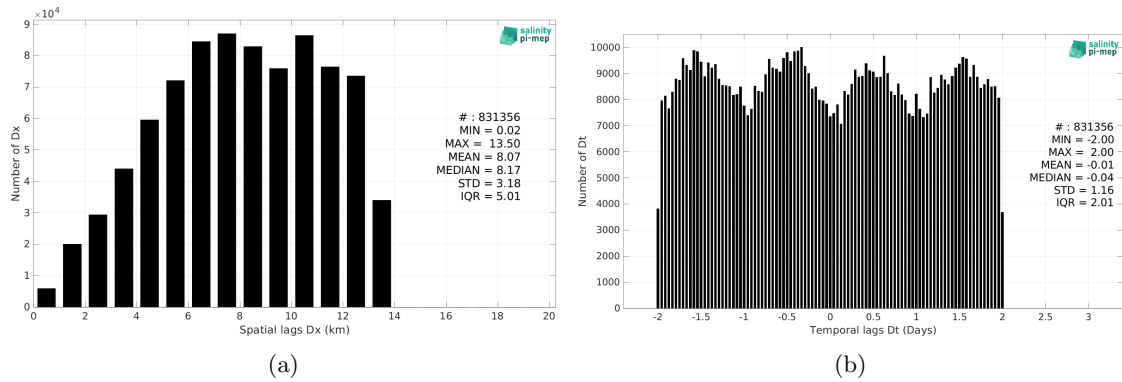 ×10⁴
9
8
7
6
5
4
3
2
1
0
Number of Dx
0 2 4 6 8 10 12 14 16 18 20
Spatial lags Dx (km)
salinity
pi-mep
# : 831356
MIN = 0.02
MAX = 13.50
MEAN = 8.07
MEDIAN = 8.17
STD = 3.18
IQR = 5.01
(a)
10000
9000
8000
7000
6000
5000
4000
3000
2000
1000
0
Number of Dt
-2 -1.5 -1 -0.5 0 0.5 1 1.5 2 2.5 3
Temporal lags Dt (Days)
salinity
pi-mep
# : 831356
MIN = -2.00
MAX = 2.00
MEAN = -0.01
MEDIAN = -0.04
STD = 1.16
IQR = 2.01
(b)